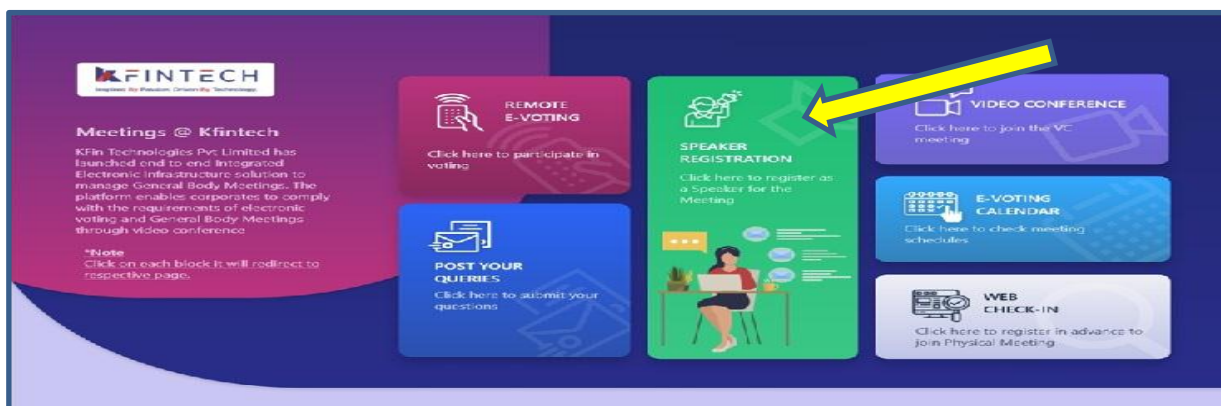 KFINTECH
Inspired By Passion. Driven By Technology.
Meetings @ Kfintech
KFin Technologies Pvt Limited has
launched end to end Integrated
Electronic Infrastructure solution to
manage General Body Meetings. The
platform enables corporates to comply
with the requirements of electronic
voting and General Body Meetings
through video conference
*Note
Click on each block it will redirect to
respective page.
REMOTE
E-VOTING
Click here to participate in
voting
POST YOUR
QUERIES
Click here to submit your
questions
SPEAKER
REGISTRATION
Click here to register as
a Speaker for the
Meeting
VIDEO CONFERENCE
Click here to join the VC
meeting
E-VOTING
CALENDAR
Click here to check meeting
schedules
WEB
CHECK-IN
Click here to register in advance to
join Physical Meeting